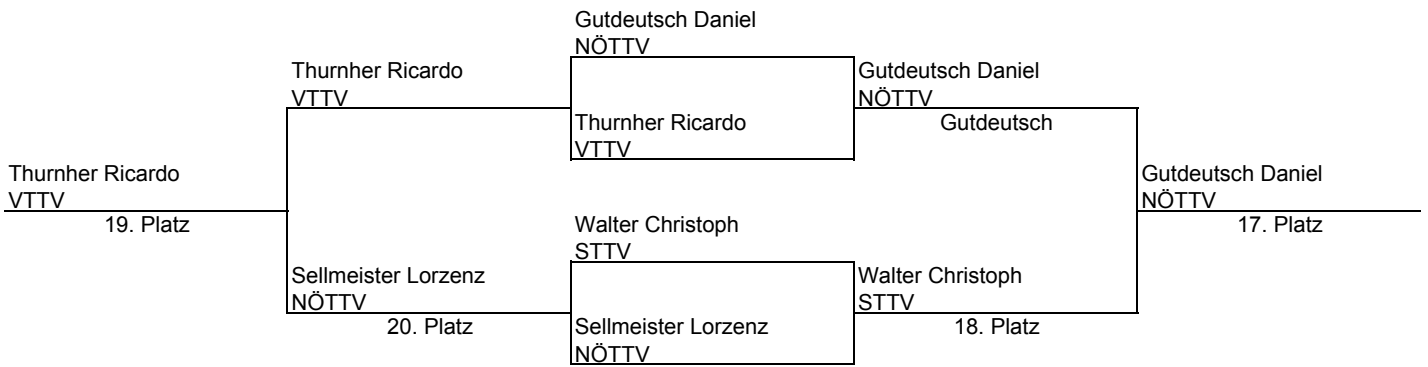 Gutdeutsch Daniel
NÖTTV
Thurnher Ricardo
VTTV
Gutdeutsch Daniel
NÖTTV
Thurnher Ricardo
VTTV
Gutdeutsch
Thurnher Ricardo
VTTV
19. Platz
Gutdeutsch Daniel
NÖTTV
17. Platz
Walter Christoph
STTV
Sellmeister Lorzenz
NÖTTV
20. Platz
Walter Christoph
STTV
18. Platz
Sellmeister Lorzenz
NÖTTV